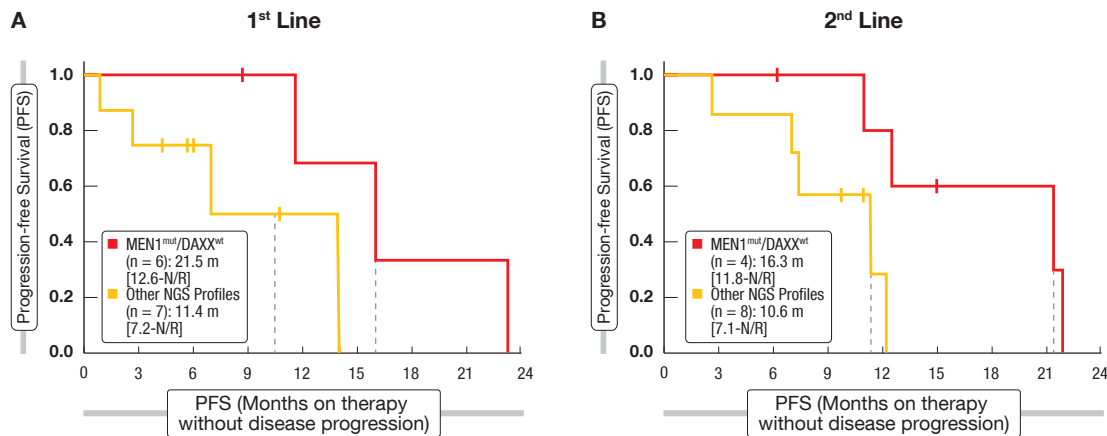 A
1st Line
Progression-free Survival (PFS)
1.0
0.8
0.6
0.4
0.2
0.0
MEN1mut/DAXXwt
(n = 6): 21.5 m
[12.6-N/R]
Other NGS Profiles
(n = 7): 11.4 m
[7.2-N/R]
0 3 6 9 12 15 18 21 24
PFS (Months on therapy
without disease progression)
B
2nd Line
Progression-free Survival (PFS)
1.0
0.8
0.6
0.4
0.2
0.0
MEN1mut/DAXXwt
(n = 4): 16.3 m
[11.8-N/R]
Other NGS Profiles
(n = 8): 10.6 m
[7.1-N/R]
0 3 6 9 12 15 18 21 24
PFS (Months on therapy
without disease progression)